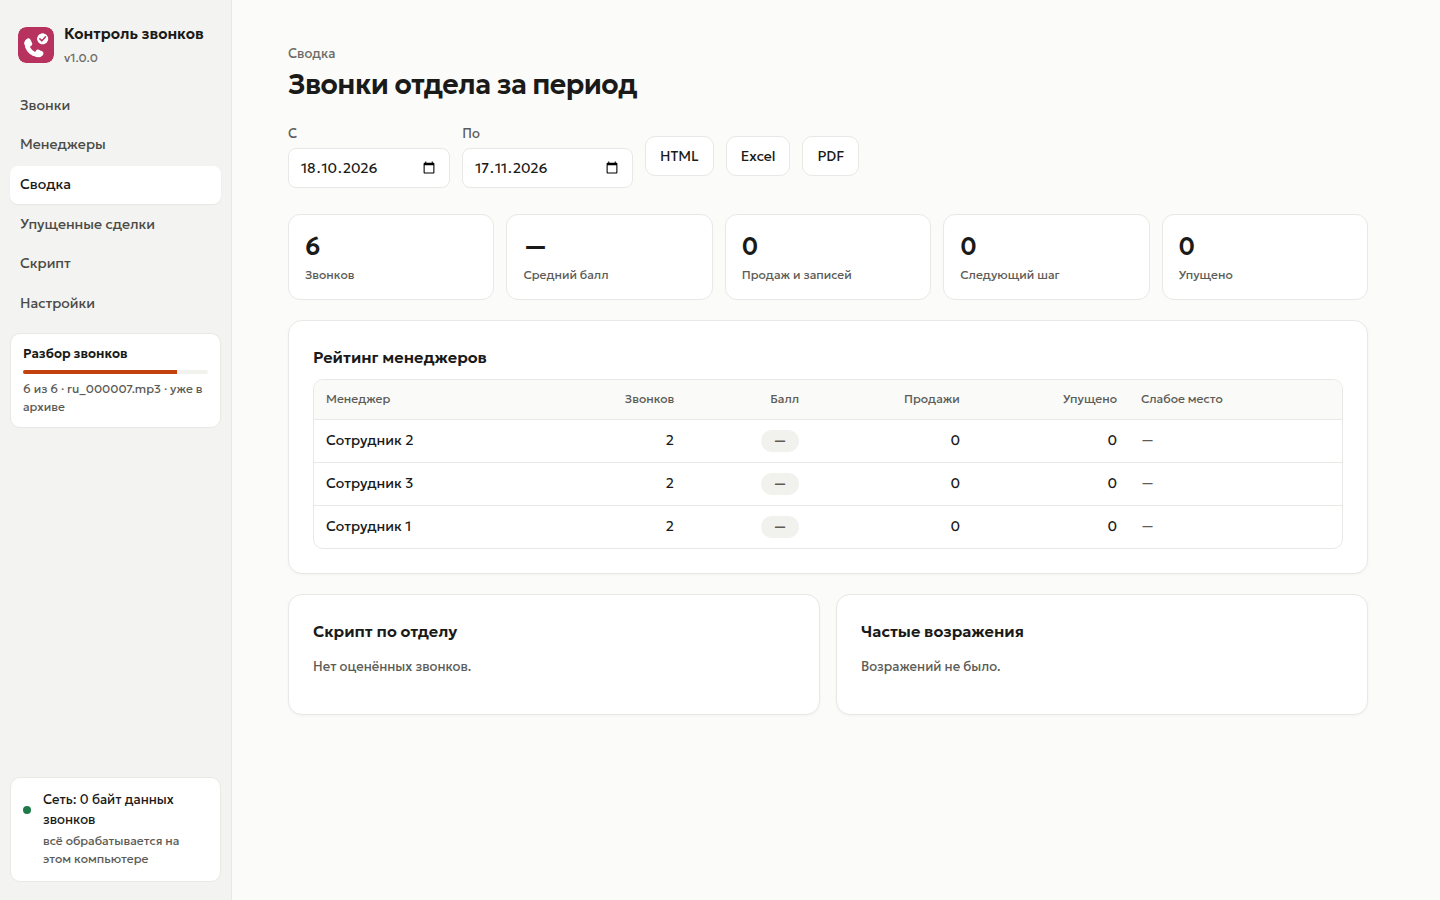 Контроль звонков
v1.0.0
Звонки
Менеджеры
Сводка
Упущенные сделки
Скрипт
Настройки
Разбор звонков
6 из 6 · ru_000007.mp3 · уже в
архиве
Сеть: 0 байт данных
звонков
всё обрабатывается на
этом компьютере
Сводка
Звонки отдела за период
С
По
18.10.2026
17.11.2026
HTML
Excel
PDF
6
Звонков
—
Средний балл
0
Продаж и записей
0
Следующий шаг
0
Упущено
Рейтинг менеджеров
Менеджер Звонков Балл Продажи Упущено Слабое место
Сотрудник 2 2 — 0 0 —
Сотрудник 3 2 — 0 0 —
Сотрудник 1 2 — 0 0 —
Скрипт по отделу
Нет оценённых звонков.
Частые возражения
Возражений не было.